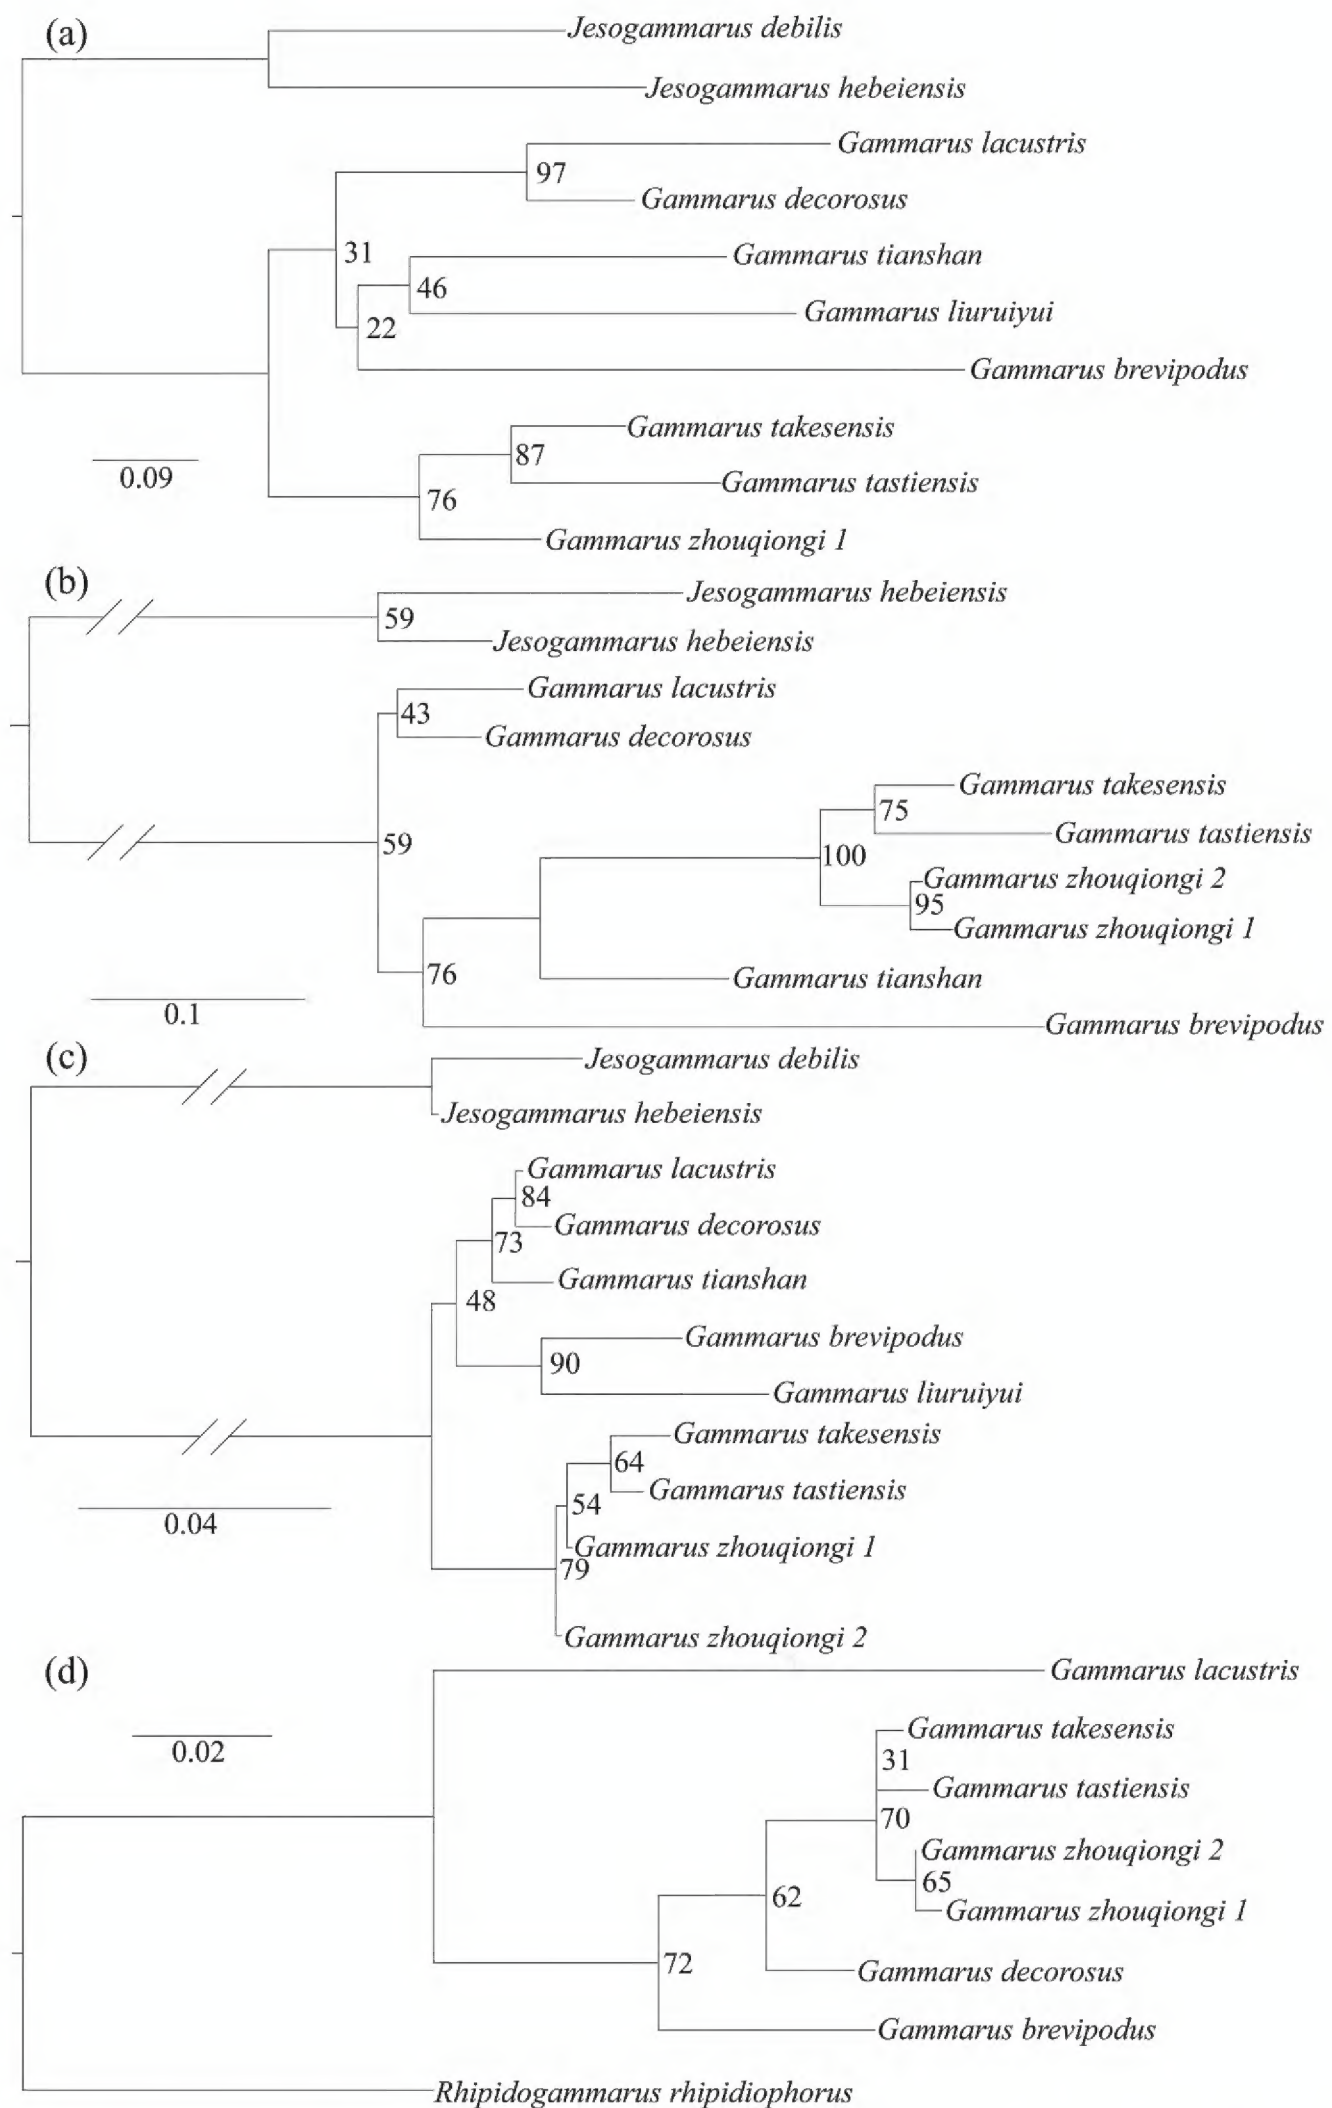 (a)
Jesogammarus debilis
Jesogammarus hebeiensis
Gammarus lacustris
97
Gammarus decorosus
31
Gammarus tianshan
46
Gammarus liuruiyui
22
Gammarus brevipodus
Gammarus takesensis
87
Gammarus tastiensis
0.09
76
Gammarus zhouqiongi 1
(b)
Jesogammarus hebeiensis
59
Jesogammarus hebeiensis
Gammarus lacustris
43
Gammarus decorosus
Gammarus takesensis
75
Gammarus tastiensis
59
100
Gammarus zhouqiongi 2
95
Gammarus zhouqiongi 1
76
Gammarus tianshan
0.1
Gammarus brevipodus
(c)
Jesogammarus debilis
Jesogammarus hebeiensis
Gammarus lacustris
84
Gammarus decorosus
73
Gammarus tianshan
48
Gammarus brevipodus
90
Gammarus liuruiyui
Gammarus takesensis
64
Gammarus tastiensis
54
0.04
Gammarus zhouqiongi 1
79
Gammarus zhouqiongi 2
(d)
Gammarus lacustris
Gammarus takesensis
0.02
31
Gammarus tastiensis
70
Gammarus zhouqiongi 2
65
62
Gammarus zhouqiongi 1
72
Gammarus decorosus
Gammarus brevipodus
Rhipidogammarus rhipidiophorus